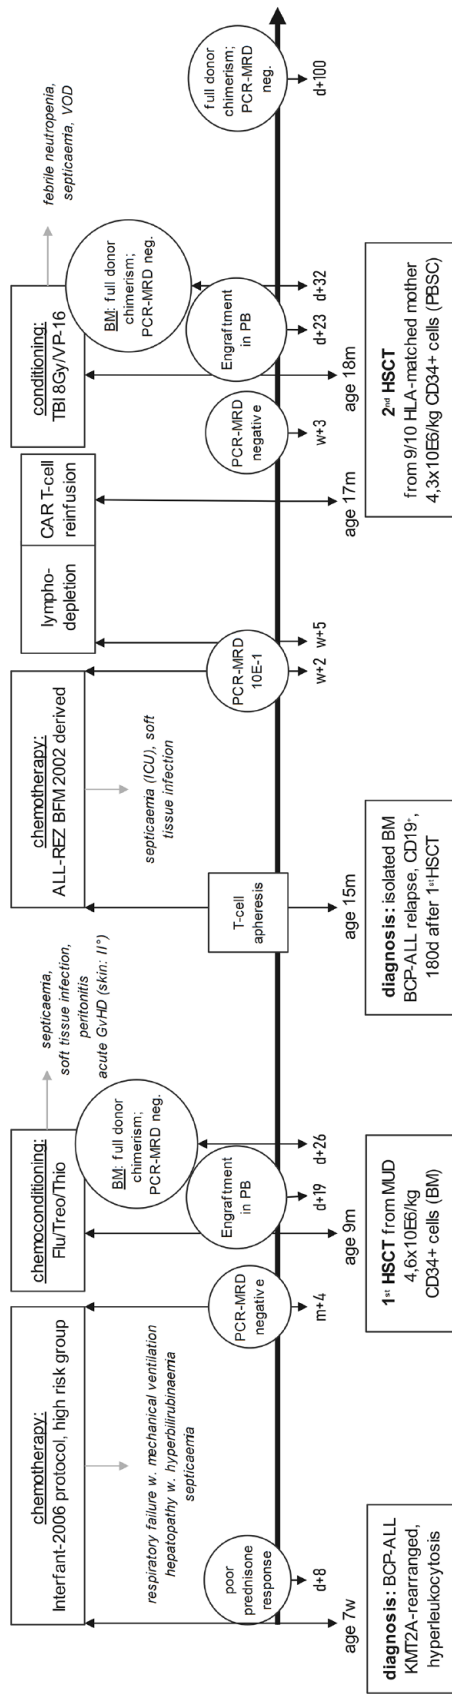 chemotherapy:
Interfant-2006 protocol, high risk group
respiratory failure w. mechanical ventilation
hepatopathy w. hyperbilirubinaemia
septicaemia
poor
prednisone
response
d+8
age 7w
diagnosis: BCP-ALL
KMT2A-rearranged,
hyperleukocytosis
PCR-MRD
negative
m+4
chemoconditioning:
Flu/Treo/Thio
septicaemia,
soft tissue infection,
peritonitis
acute GvHD (skin: II°)
BM: full donor
chimerism;
PCR-MRD neg.
Engraftment
in PB
age 9m
d+19
d+26
1st HSCT from MUD
4,6x10E6/kg
CD34+ cells (BM)
chemotherapy:
ALL-REZ BFM 2002 derived
septicaemia (ICU), soft
tissue infection
T-cell
apheresis
age 15m
diagnosis: isolated BM
BCP-ALL relapse, CD19+,
180d after 1st HSCT
PCR-MRD
10E-1
w+2
w+5
lympho-
depletion
CAR T-cell
reinfusion
age 17m
PCR-MRD
negative
w+3
conditioning:
TBI 8Gy/VP-16
febrile neutropenia,
septicaemia, VOD
BM: full donor
chimerism;
PCR-MRD neg.
Engraftment
in PB
age 18m
d+23
d+32
2nd HSCT
from 9/10 HLA-matched mother
4,3x10E6/kg CD34+ cells (PBSC)
full donor
chimerism;
PCR-MRD
neg.
d+100